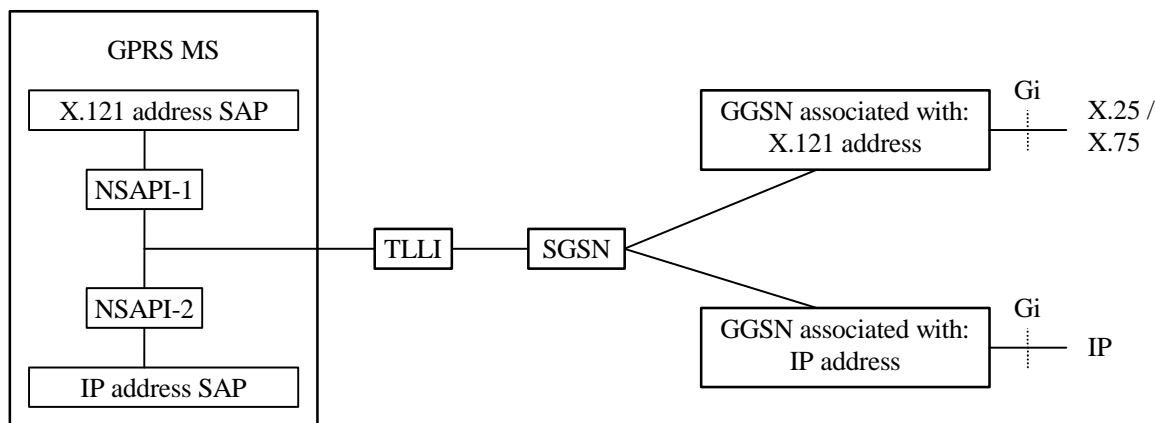 GPRS MS
X.121 address SAP
NSAPI-1
NSAPI-2
IP address SAP
TLLI
SGSN
GGSN associated with:
X.121 address
Gi
X.25 /
X.75
GGSN associated with:
IP address
Gi
IP